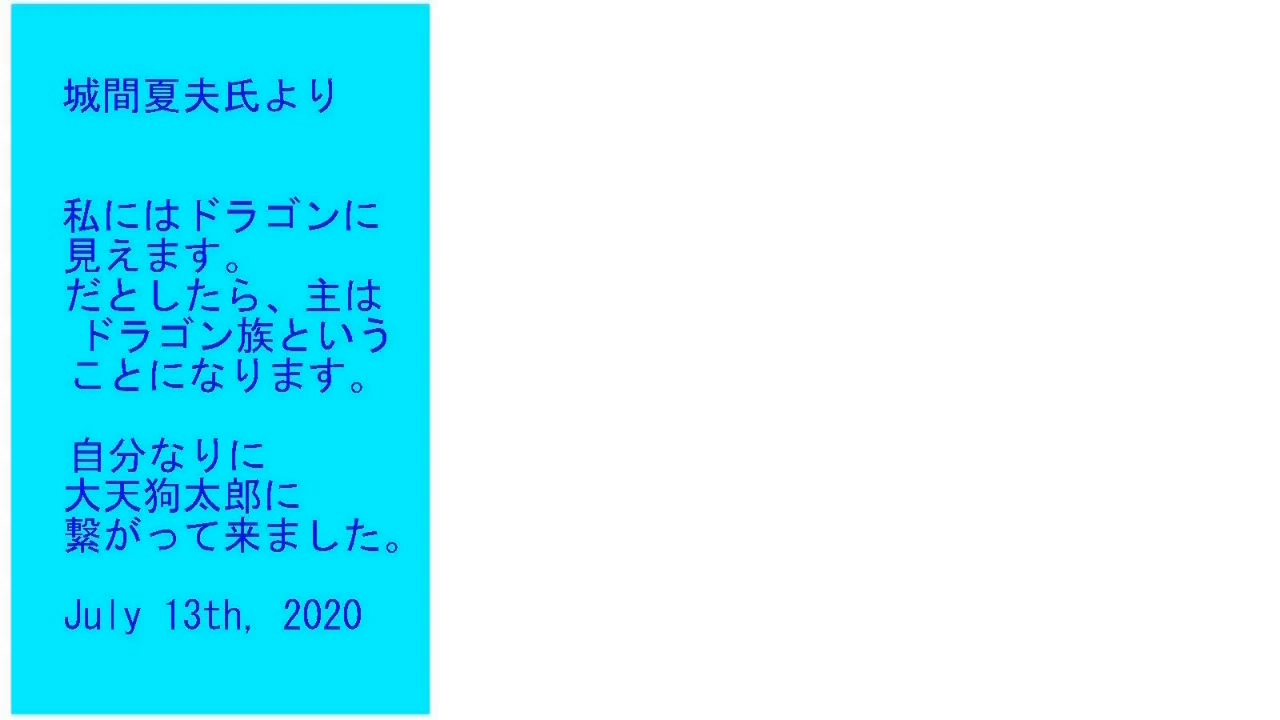 城間夏夫氏より
私にはドラゴンに
見えます。
だとしたら、主は
ドラゴン族という
ことになります。
自分なりに
大天狗太郎に
繋がって来ました。
July 13th, 2020